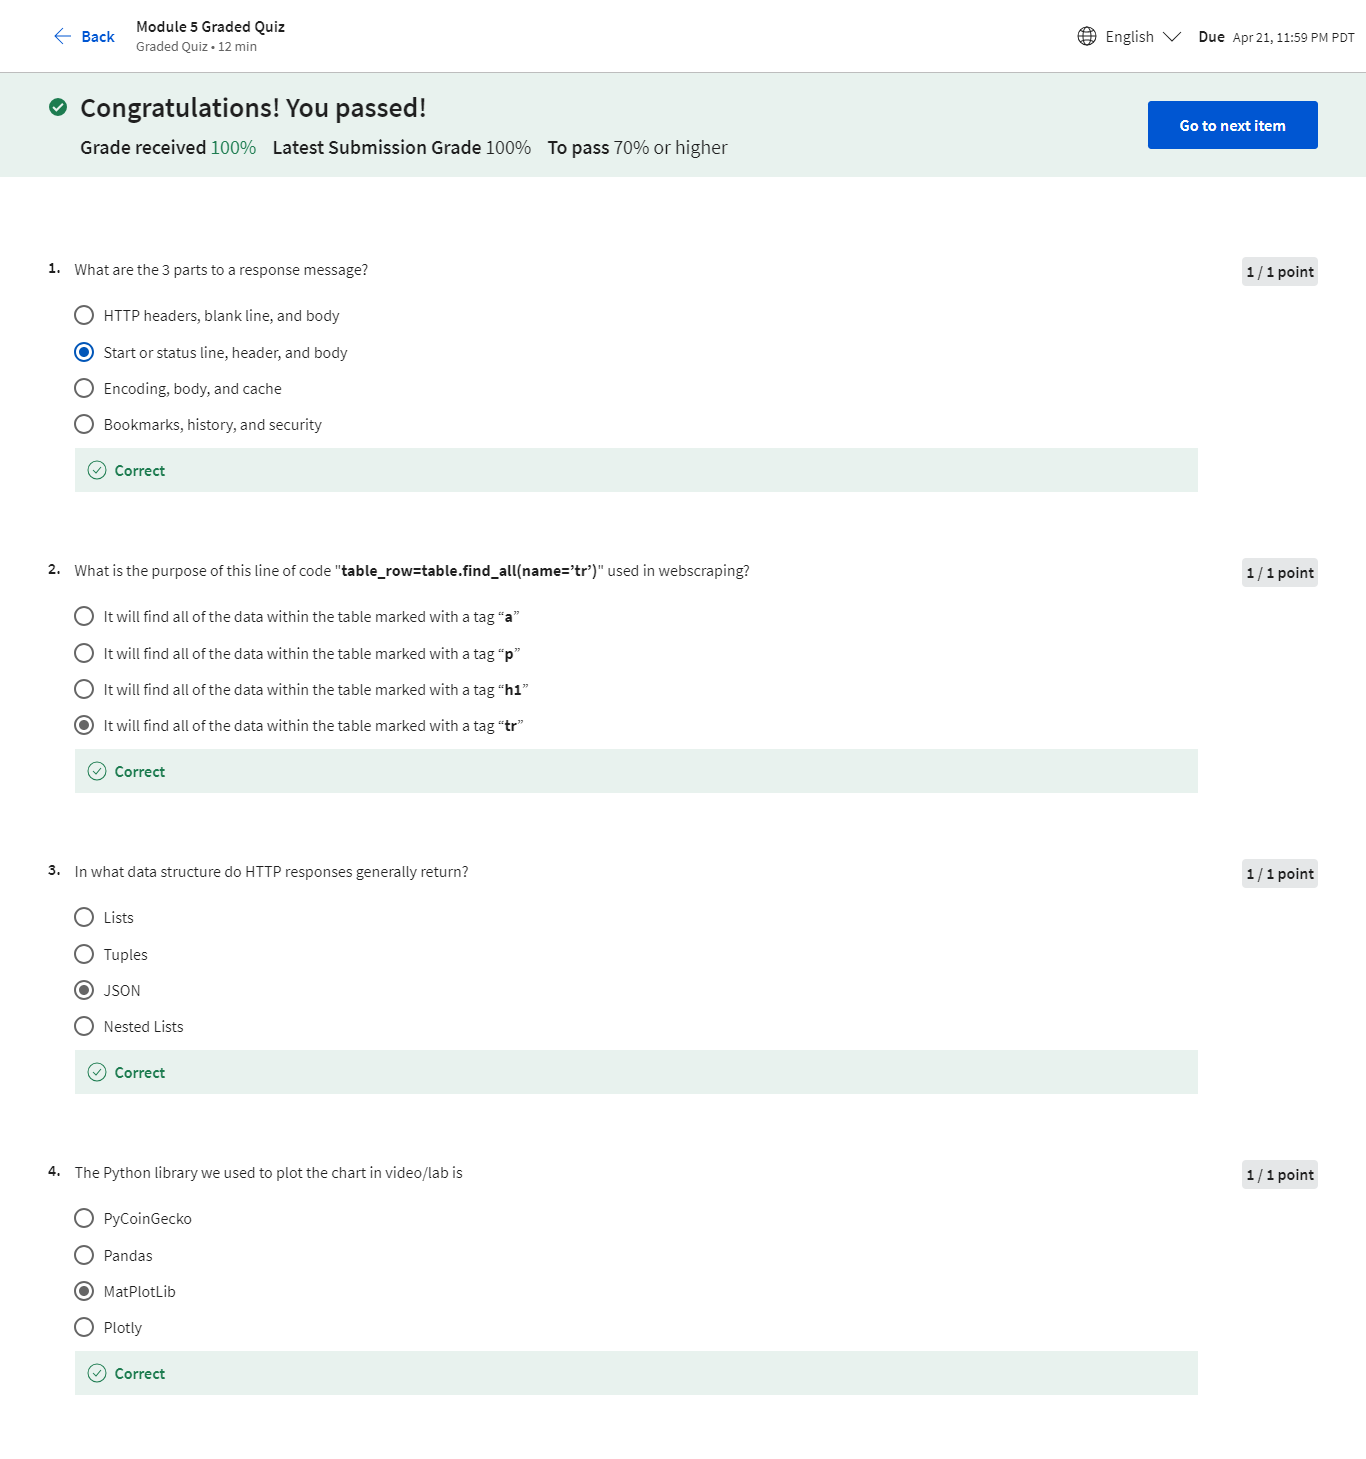 Back
Module 5 Graded Quiz
Graded Quiz • 12 min
English
Due Apr 21, 11:59 PM PDT
Congratulations! You passed!
Grade received 100% Latest Submission Grade 100% To pass 70% or higher
Go to next item
1. What are the 3 parts to a response message?
1 / 1 point
HTTP headers, blank line, and body
Start or status line, header, and body
Encoding, body, and cache
Bookmarks, history, and security
Correct
2. What is the purpose of this line of code "table_row=table.find_all(name=’tr’)" used in webscraping?
1 / 1 point
It will find all of the data within the table marked with a tag “a”
It will find all of the data within the table marked with a tag “p”
It will find all of the data within the table marked with a tag “h1”
It will find all of the data within the table marked with a tag “tr”
Correct
3. In what data structure do HTTP responses generally return?
1 / 1 point
Lists
Tuples
JSON
Nested Lists
Correct
4. The Python library we used to plot the chart in video/lab is
1 / 1 point
PyCoinGecko
Pandas
MatPlotLib
Plotly
Correct